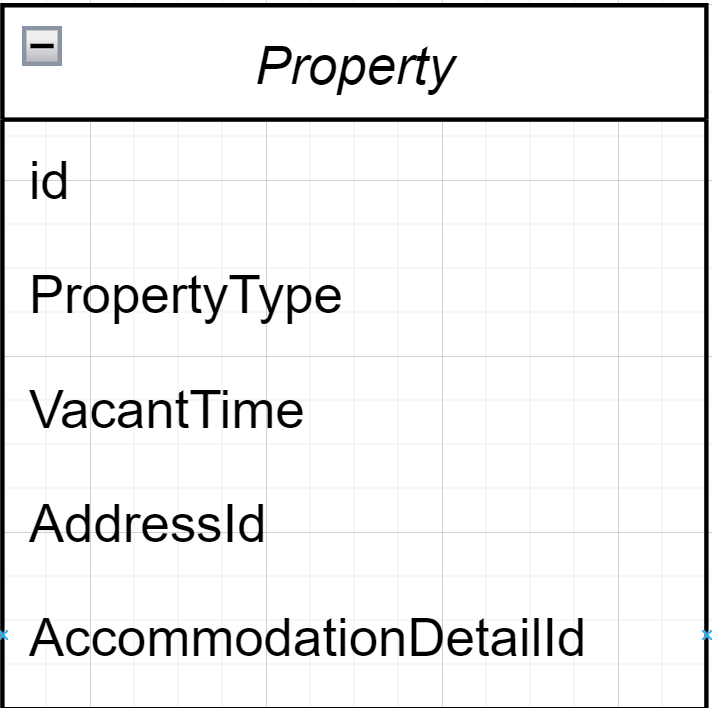 Property
id
PropertyType
VacantTime
AddressId
AccommodationDetailId